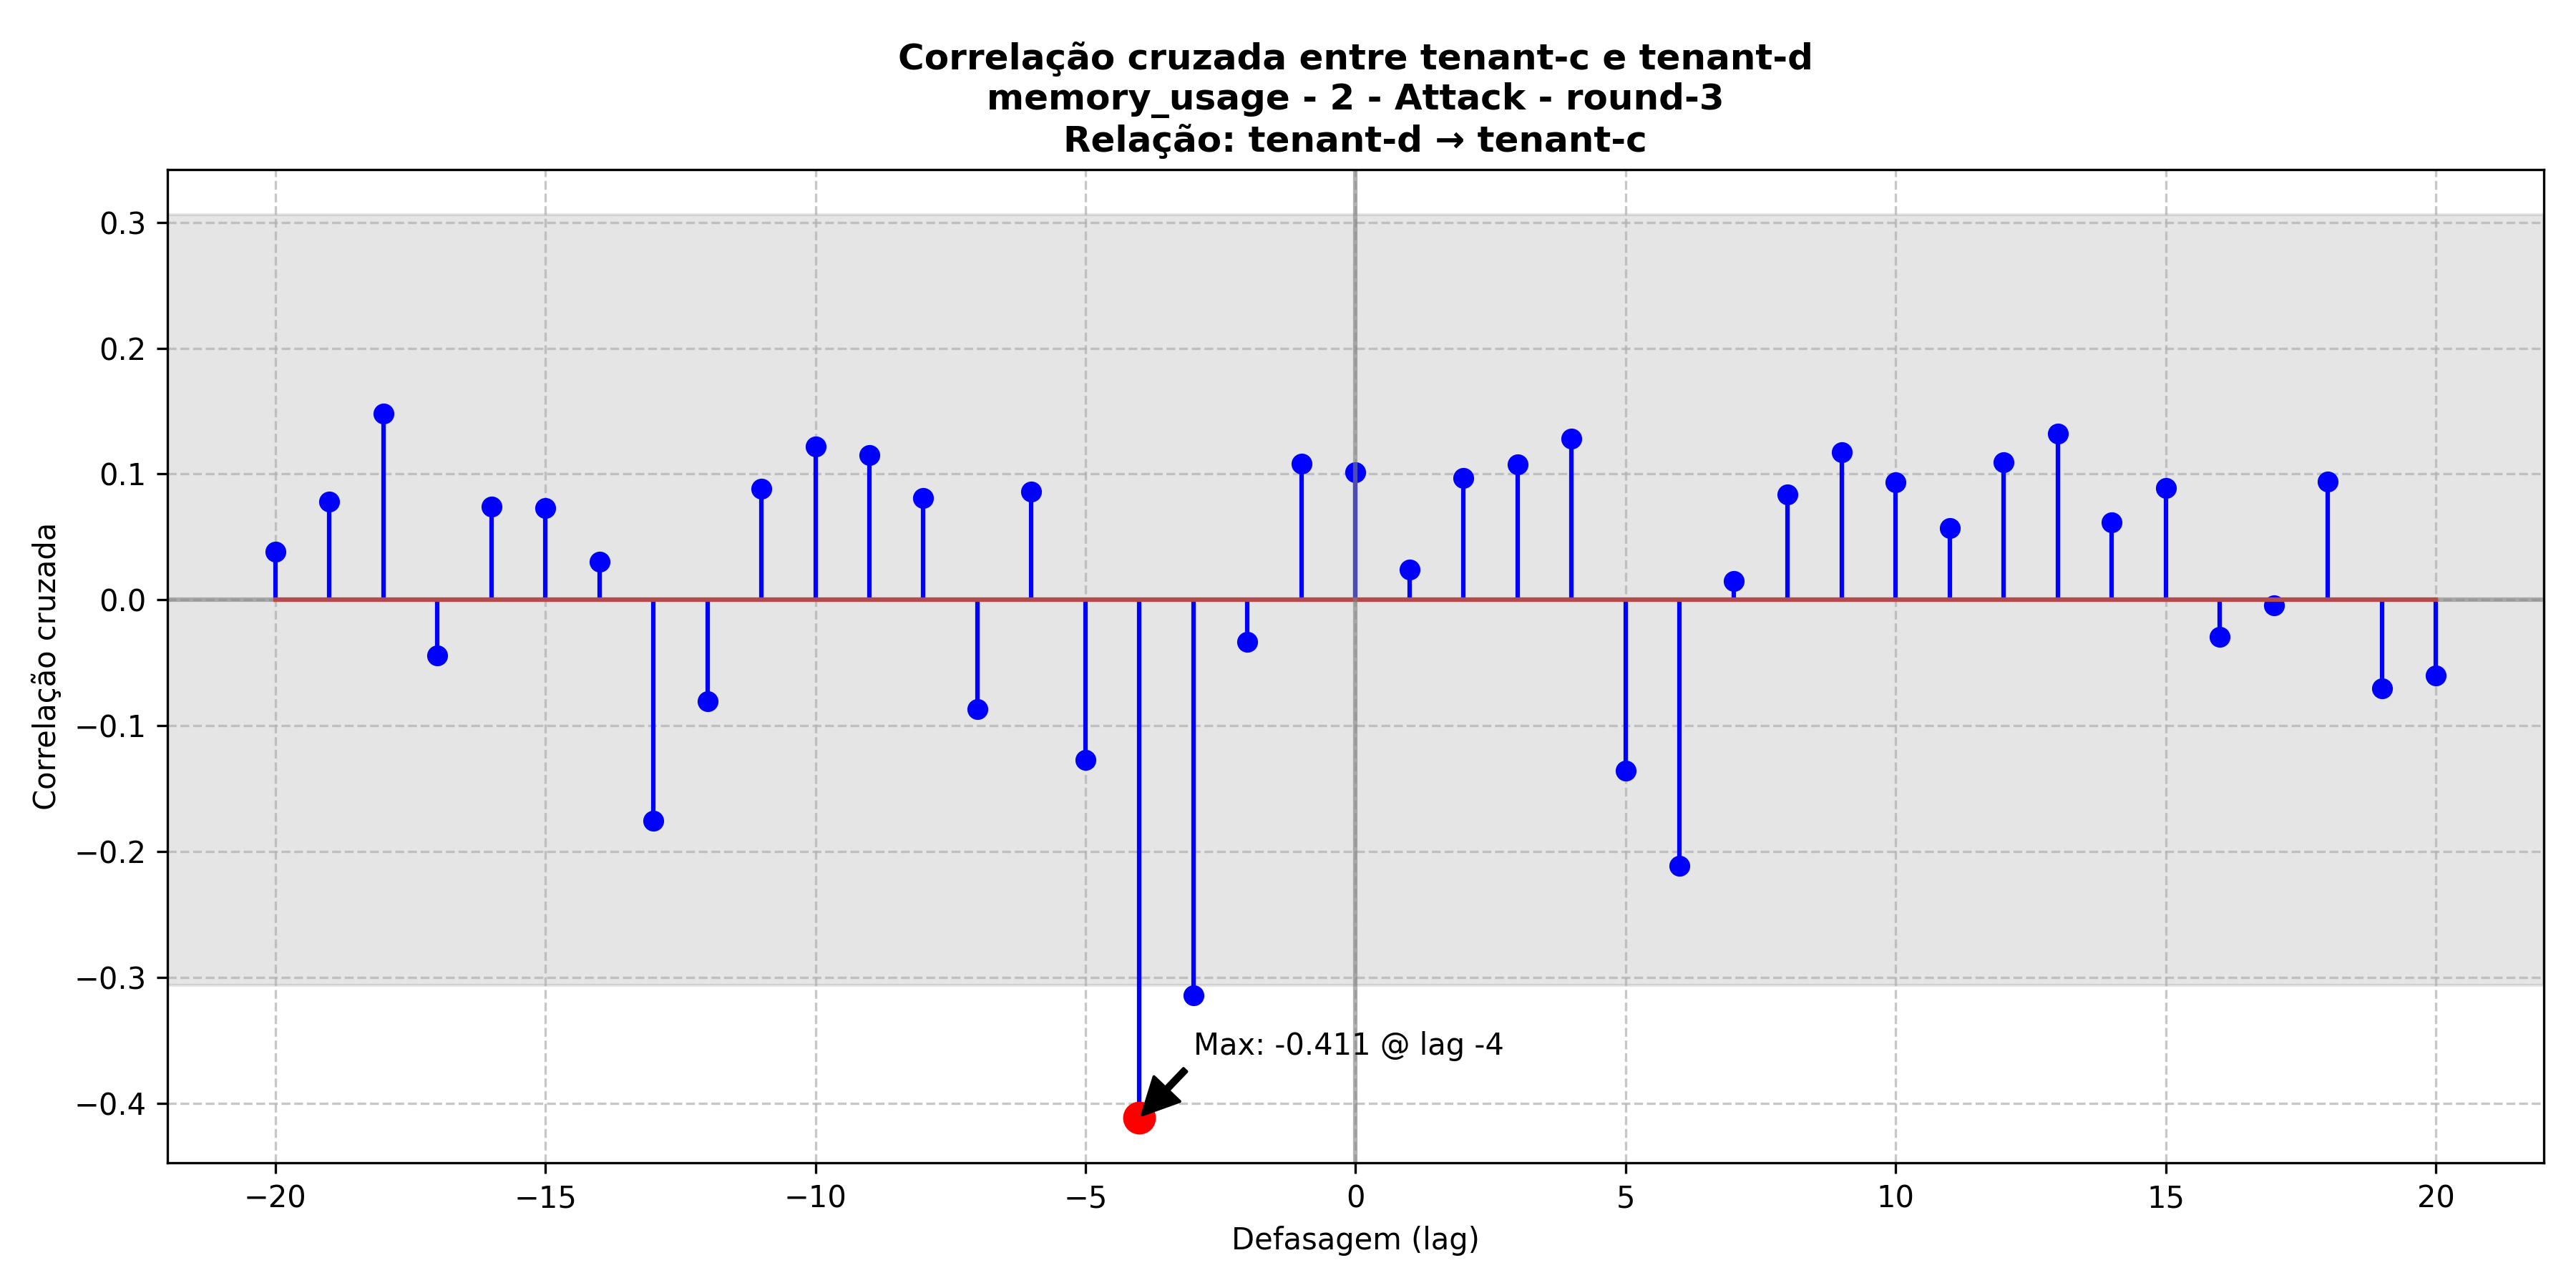 Correlação cruzada entre tenant-c e tenant-d
memory_usage - 2 - Attack - round-3
Relação: tenant-d → tenant-c
Correlação cruzada
0.3
0.2
0.1
0.0
−0.1
−0.2
−0.3
−0.4
Max: -0.411 @ lag -4
−20
−15
−10
−5
0
5
10
15
20
Defasagem (lag)